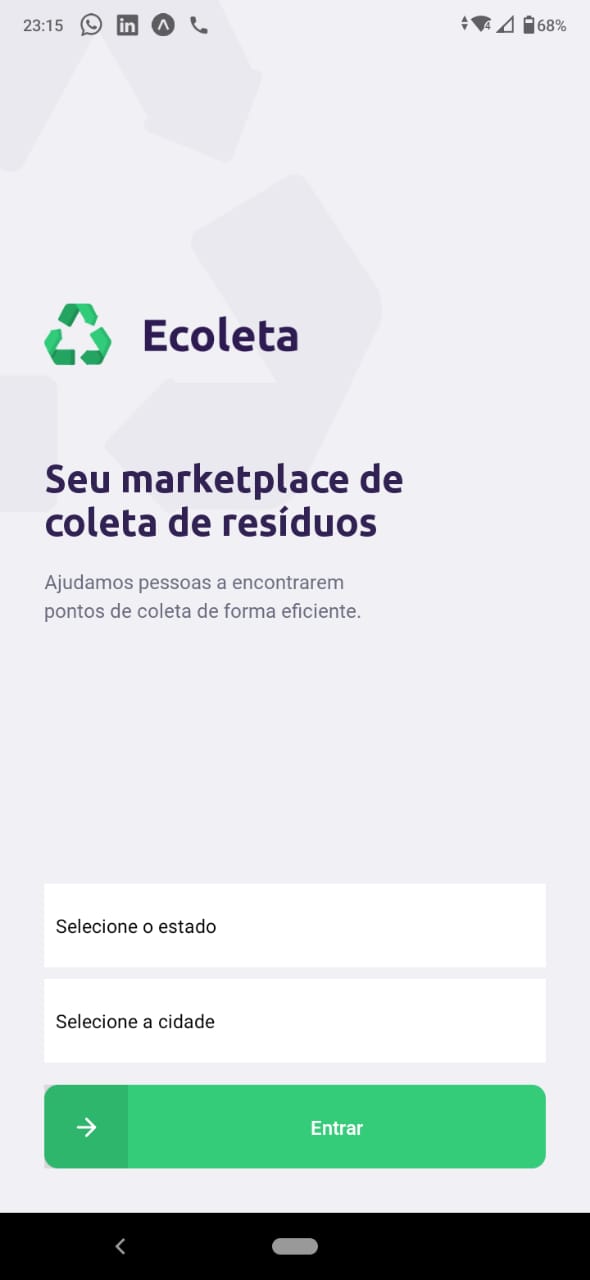 23:15
68%
Ecoleta
Seu marketplace de
coleta de resíduos
Ajudamos pessoas a encontrarem
pontos de coleta de forma eficiente.
Selecione o estado
Selecione a cidade
Entrar